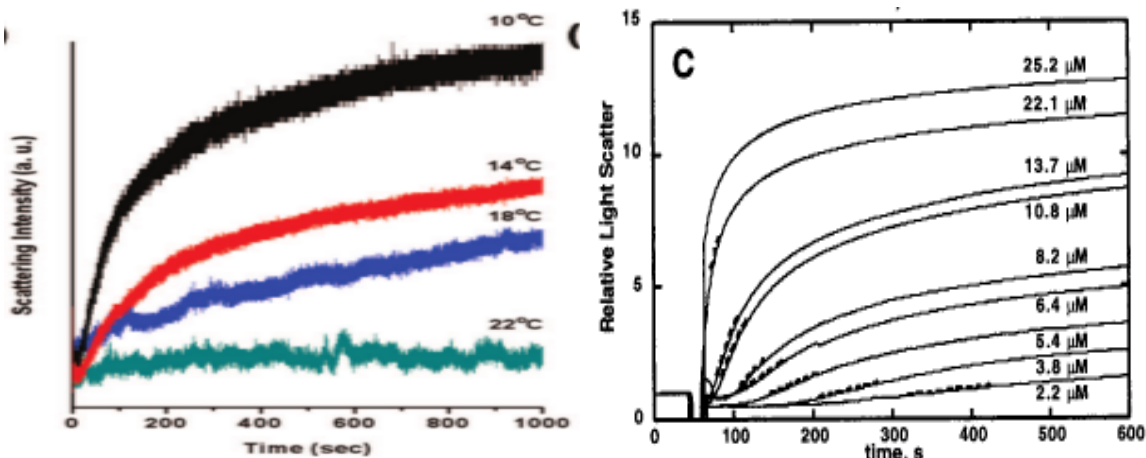 10°C
14°C
18°C
22°C
Scattering Intensity (a. u.)
0
200
400
600
800
1000
Time (sec)
C
15
10
5
0
Relative Light Scatter
25.2 µM
22.1 µM
13.7 µM
10.8 µM
8.2 µM
6.4 µM
5.4 µM
3.8 µM
2.2 µM
0
100
200
300
400
500
600
time, s